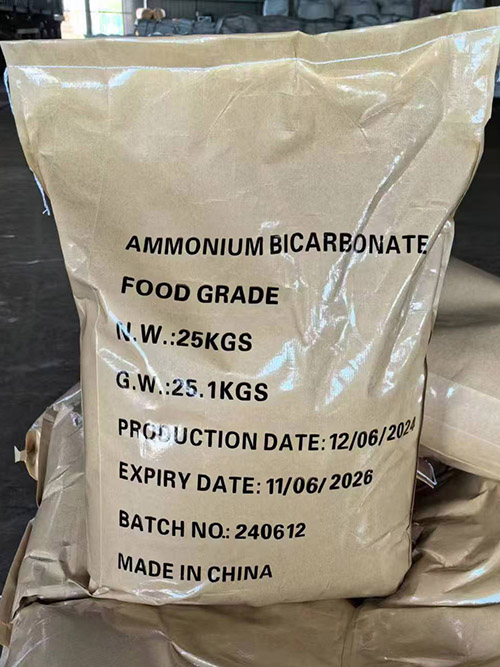 AMMONIUM BICARBONATE
FOOD GRADE
N.W.:25KGS
G.W.:25.1KGS
PRODUCTION DATE: 12/06/2024
EXPIRY DATE: 11/06/2026
BATCH NO.: 240612
MADE IN CHINA